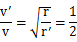 v'/v = √(r/r') = 1/2